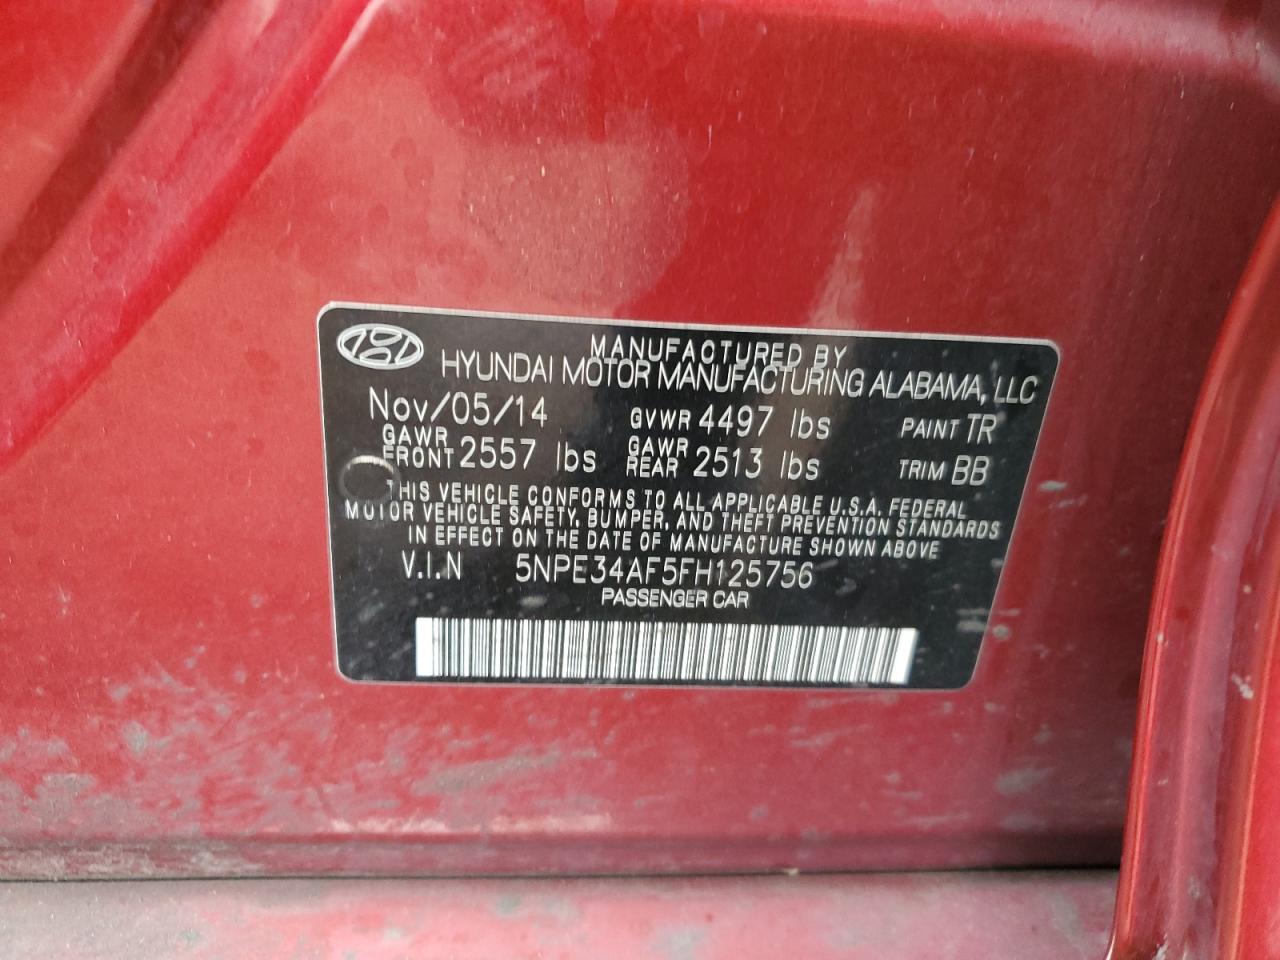 MANUFACTURED BY
HYUNDAI MOTOR MANUFACTURING ALABAMA, LLC
Nov/05/14 GVWR 4497 lbs PAINT TR
GAWR FRONT 2557 lbs GAWR REAR 2513 lbs TRIM BB
THIS VEHICLE CONFORMS TO ALL APPLICABLE U.S.A. FEDERAL
MOTOR VEHICLE SAFETY, BUMPER, AND THEFT PREVENTION STANDARDS
IN EFFECT ON THE DATE OF MANUFACTURE SHOWN ABOVE
V.I.N 5NPE34AF5FH125756
PASSENGER CAR